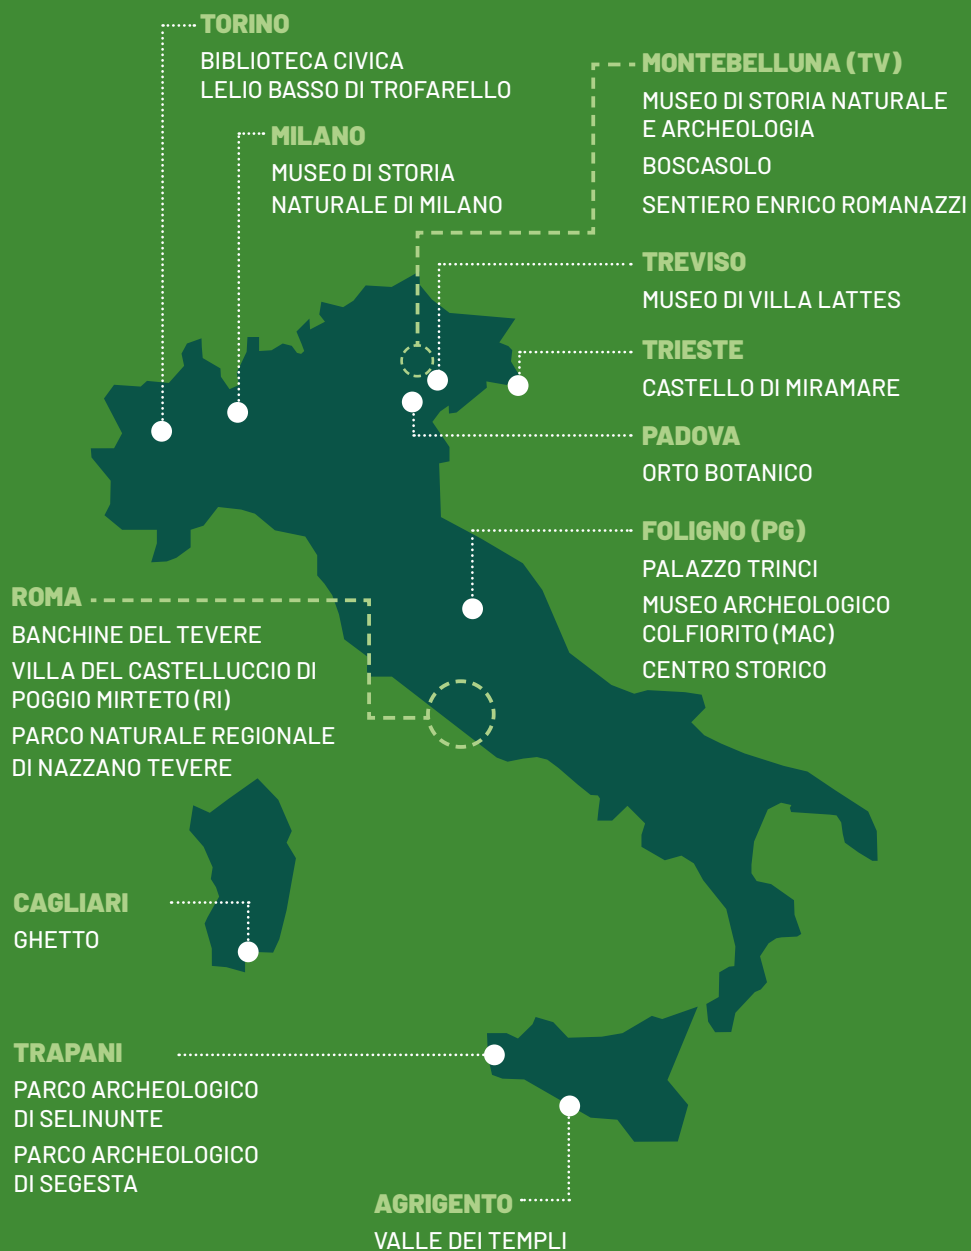 TORINO
BIBLIOTECA CIVICA
LELIO BASSO DI TROFARELLO
MILANO
MUSEO DI STORIA
NATURALE DI MILANO
MONTEBELLUNA (TV)
MUSEO DI STORIA NATURALE
E ARCHEOLOGIA
BOSCASOLO
SENTIERO ENRICO ROMANAZZI
TREVISO
MUSEO DI VILLA LATTES
TRIESTE
CASTELLO DI MIRAMARE
PADOVA
ORTO BOTANICO
FOLIGNO (PG)
PALAZZO TRINCI
MUSEO ARCHEOLOGICO
COLFIORITO (MAC)
CENTRO STORICO
ROMA
BANCHINE DEL TEVERE
VILLA DEL CASTELLUCCIO DI
POGGIO MIRTETO (RI)
PARCO NATURALE REGIONALE
DI NAZZANO TEVERE
CAGLIARI
GHETTO
TRAPANI
PARCO ARCHEOLOGICO
DI SELINUNTE
PARCO ARCHEOLOGICO
DI SEGESTA
AGRIGENTO
VALLE DEI TEMPLI